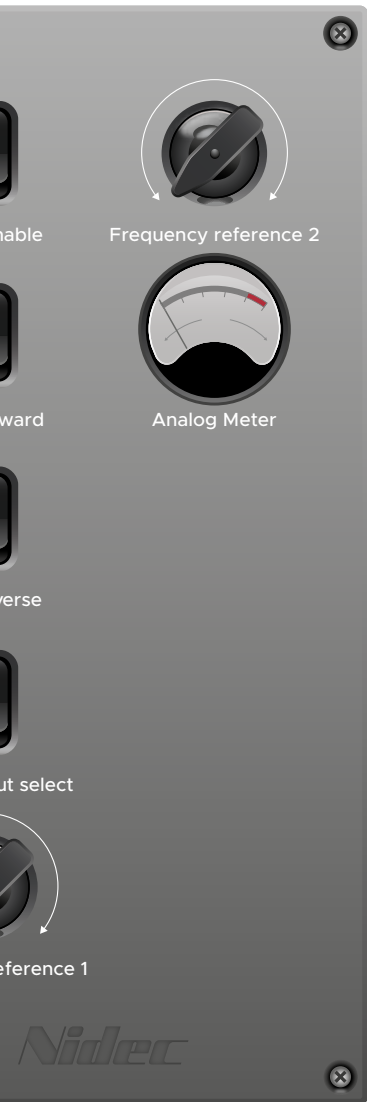 nable
Frequency reference 2
ward
Analog Meter
verse
ut select
eference 1
Nidec